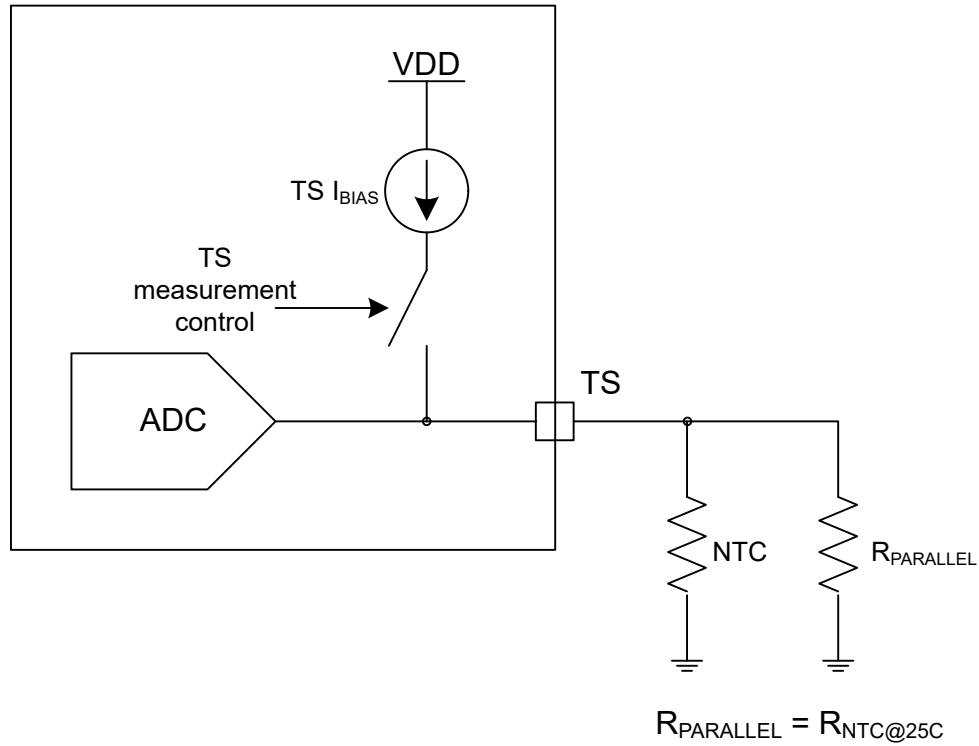 VDD
TS IBIAS
TS
measurement
control
ADC
TS
NTC
RPARALLEL
RPARALLEL = RNTC@25C